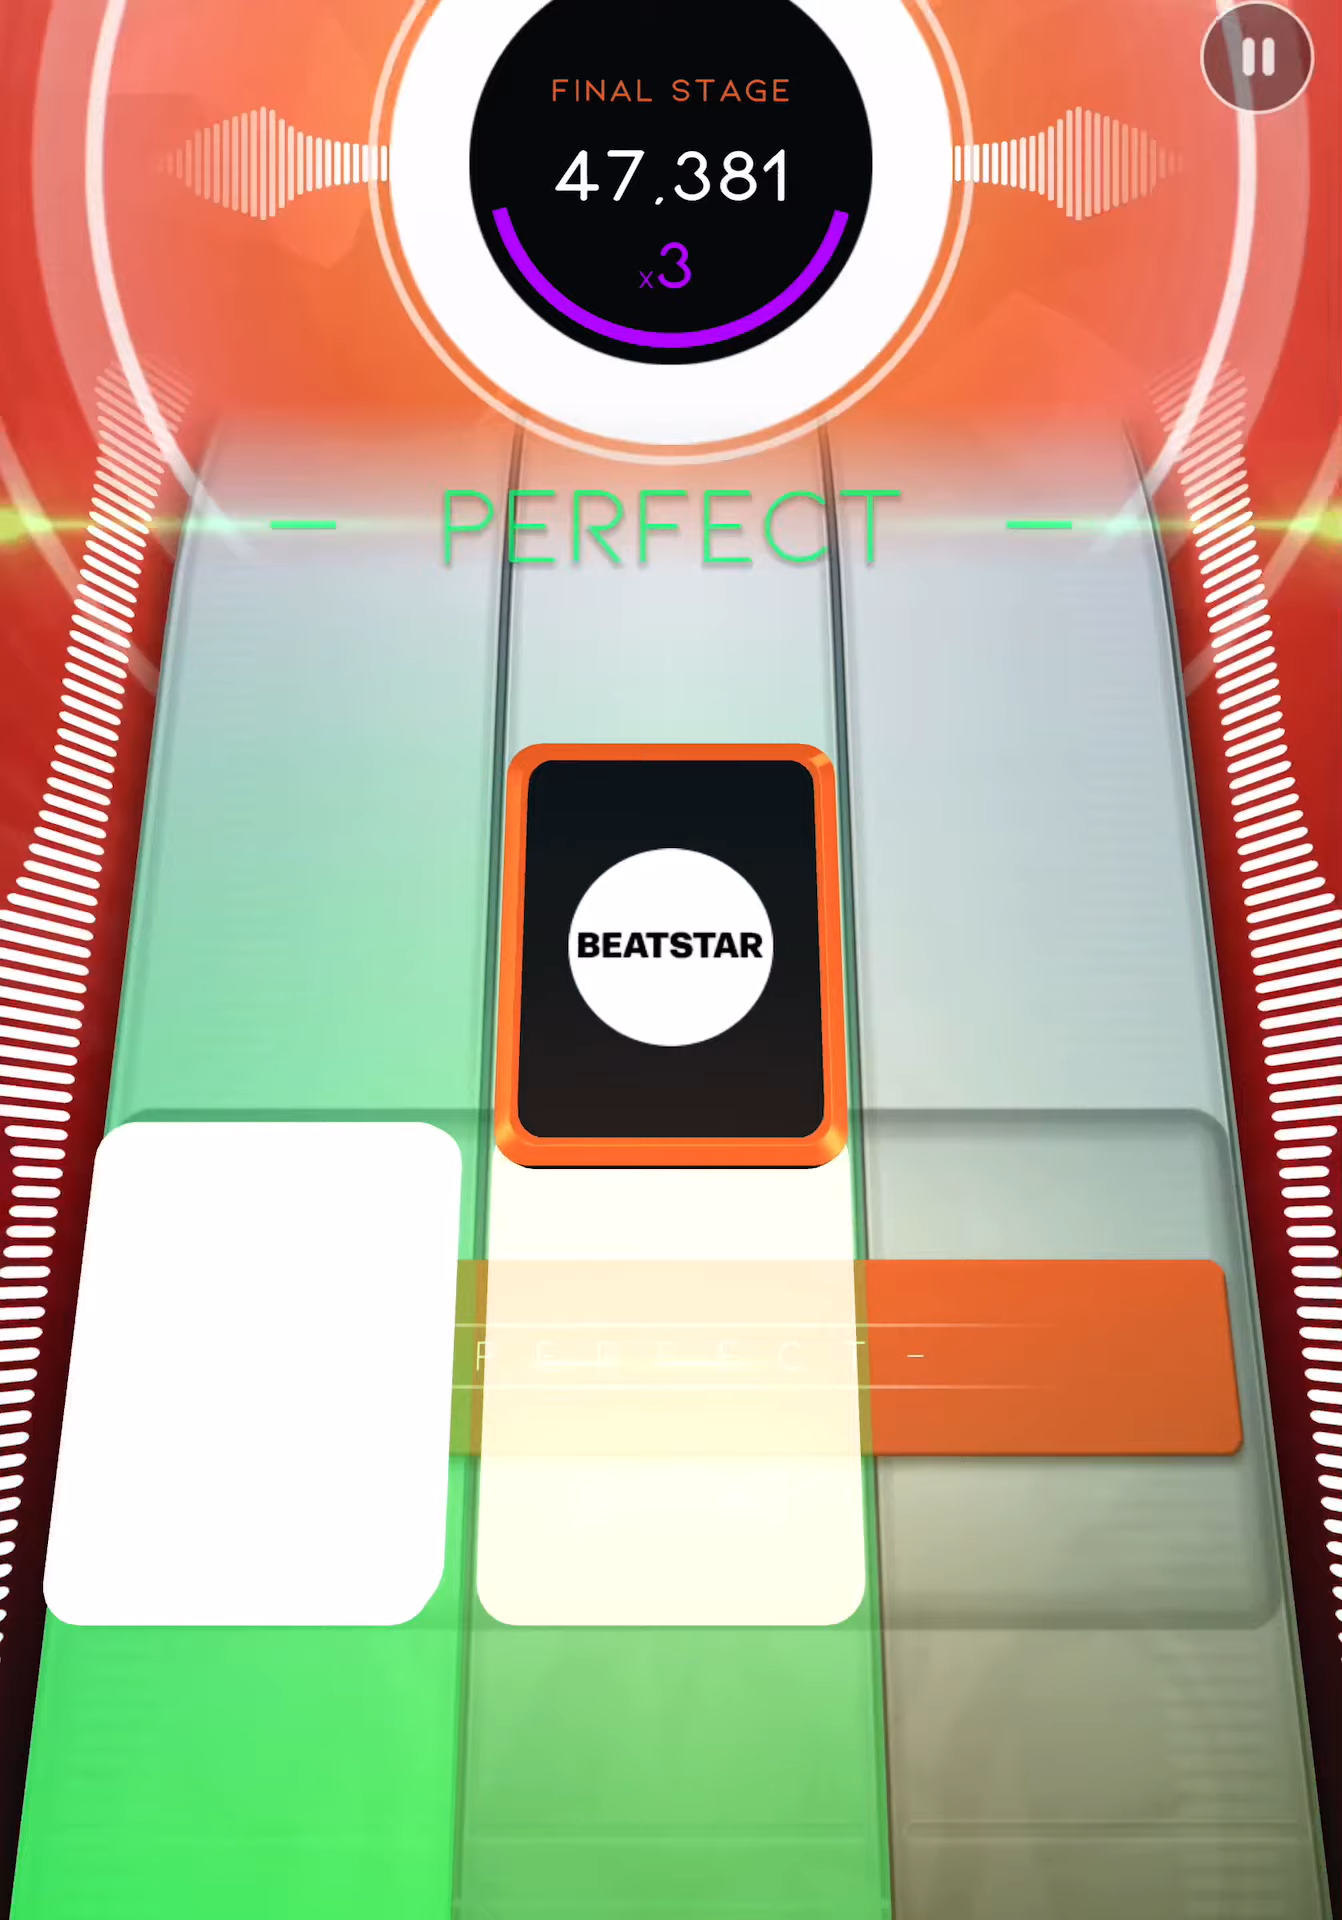 FINAL STAGE
47,381
x3
PERFECT
BEATSTAR
PERFECT -